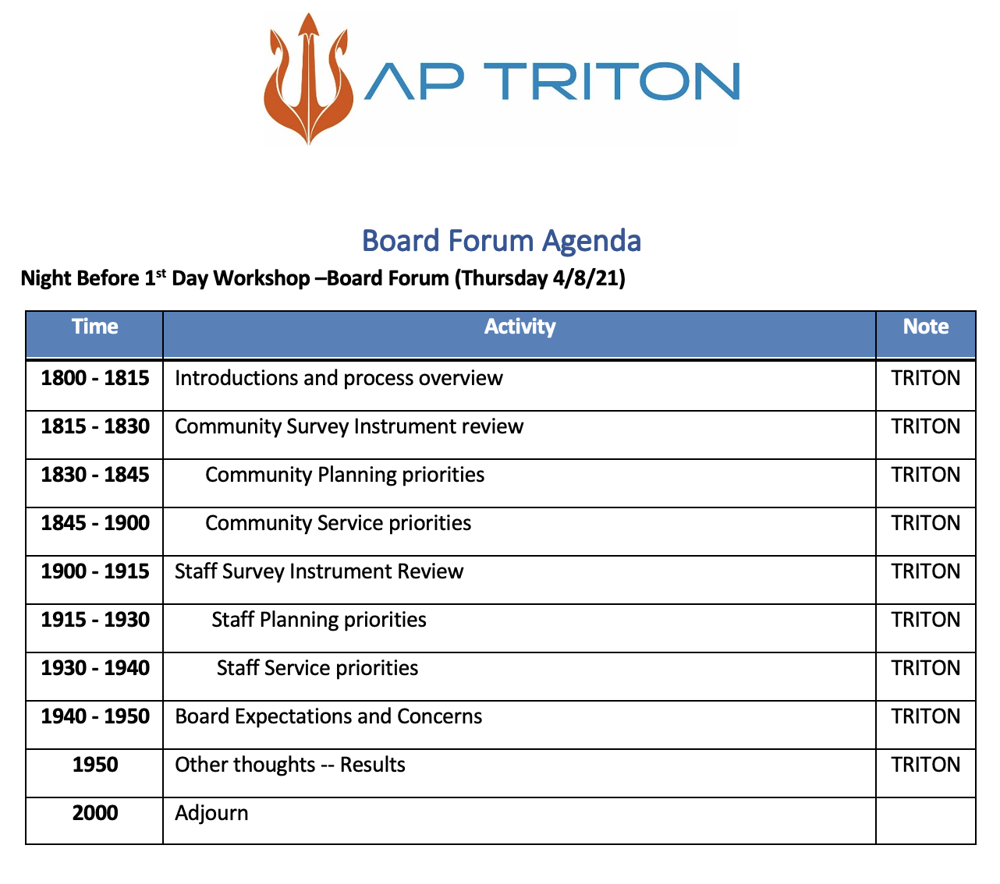 AP TRITON
Board Forum Agenda
Night Before 1st Day Workshop –Board Forum (Thursday 4/8/21)
Time Activity Note
1800 - 1815 Introductions and process overview TRITON
1815 - 1830 Community Survey Instrument review TRITON
1830 - 1845 Community Planning priorities TRITON
1845 - 1900 Community Service priorities TRITON
1900 - 1915 Staff Survey Instrument Review TRITON
1915 - 1930 Staff Planning priorities TRITON
1930 - 1940 Staff Service priorities TRITON
1940 - 1950 Board Expectations and Concerns TRITON
1950 Other thoughts -- Results TRITON
2000 Adjourn